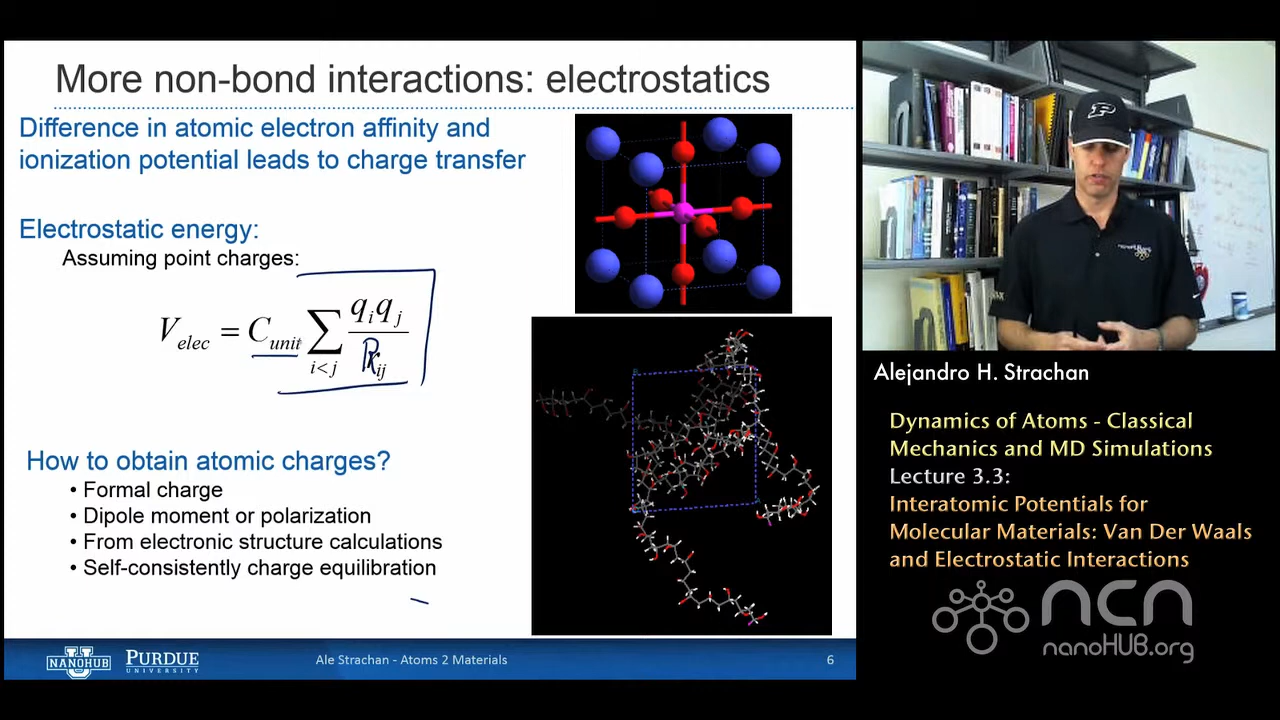 More non-bond interactions: electrostatics
Difference in atomic electron affinity and
ionization potential leads to charge transfer
Electrostatic energy:
Assuming point charges:
V_elec = C_unit ∑_{i<j} q_i q_j / R_ij
How to obtain atomic charges?
• Formal charge
• Dipole moment or polarization
• From electronic structure calculations
• Self-consistently charge equilibration
NANOHUB
PURDUE
UNIVERSITY
Ale Strachan - Atoms 2 Materials
6
P
Alejandro H. Strachan
Dynamics of Atoms - Classical
Mechanics and MD Simulations
Lecture 3.3:
Interatomic Potentials for
Molecular Materials: Van Der Waals
and Electrostatic Interactions
ncn
nanoHUB.org